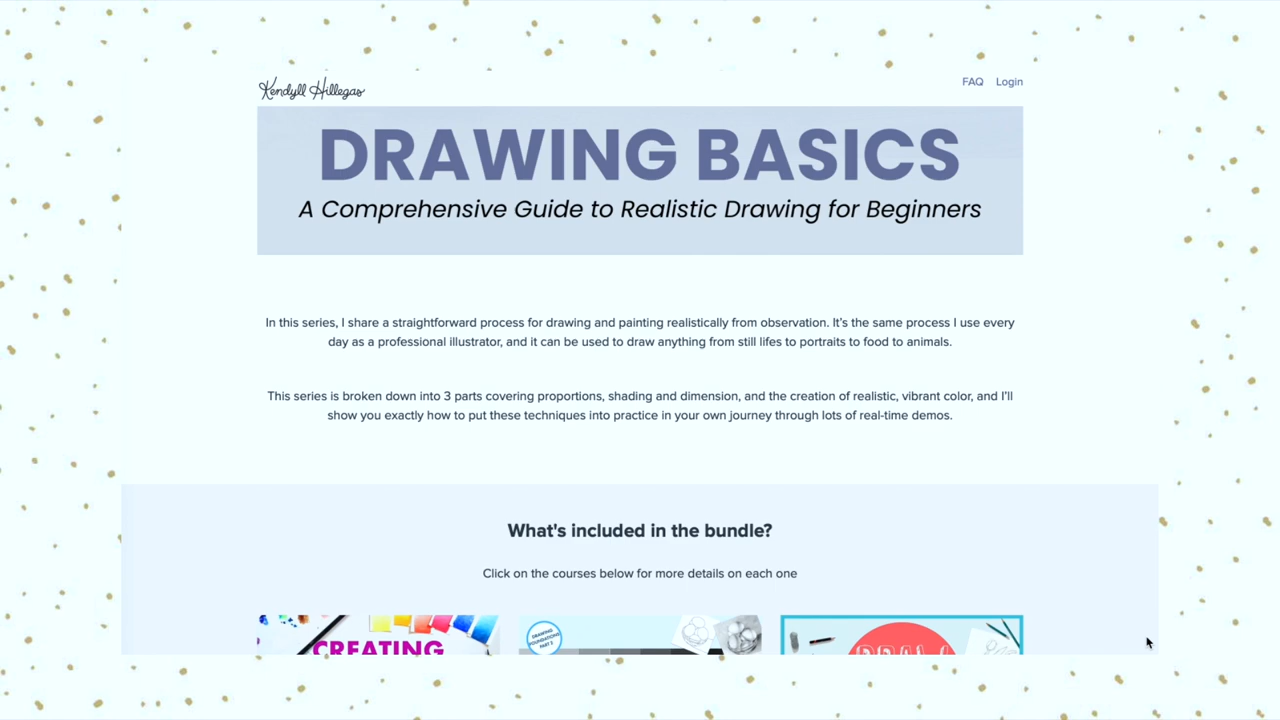 Kendyll Hillegas
FAQ Login
DRAWING BASICS
A Comprehensive Guide to Realistic Drawing for Beginners
In this series, I share a straightforward process for drawing and painting realistically from observation. It’s the same process I use every
day as a professional illustrator, and it can be used to draw anything from still lifes to portraits to food to animals.
This series is broken down into 3 parts covering proportions, shading and dimension, and the creation of realistic, vibrant color, and I’ll
show you exactly how to put these techniques into practice in your own journey through lots of real-time demos.
What's included in the bundle?
Click on the courses below for more details on each one
CREATING
DRAWING
FOUNDATIONS
PART 2